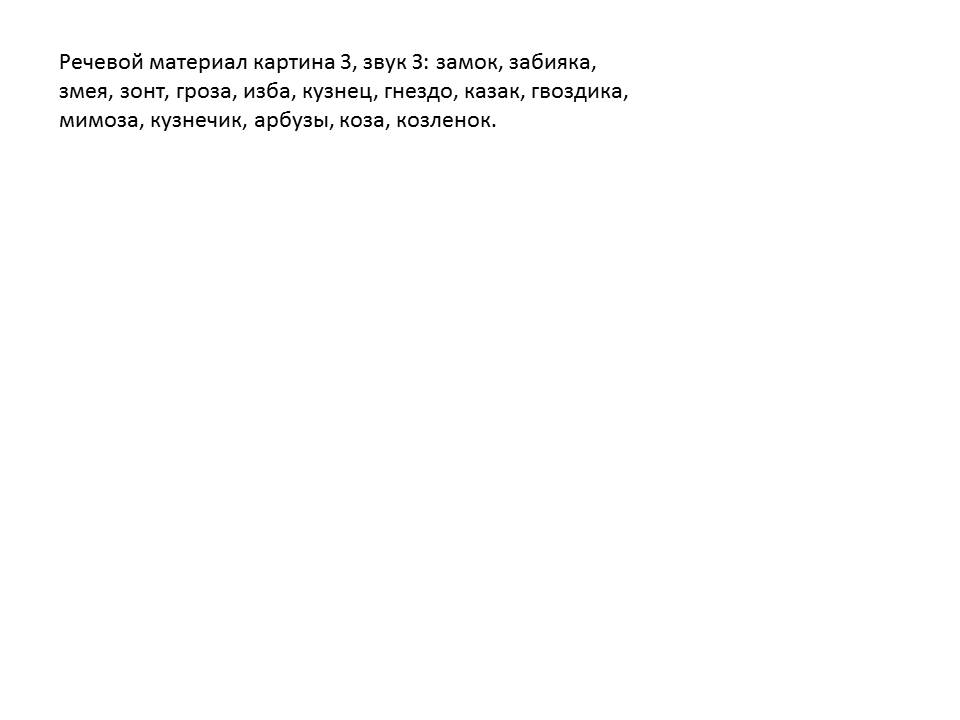 Речевой материал картина 3, звук З: замок, забияка,
змея, зонт, гроза, изба, кузнец, гнездо, казак, гвоздика,
мимоза, кузнечик, арбузы, коза, козленок.